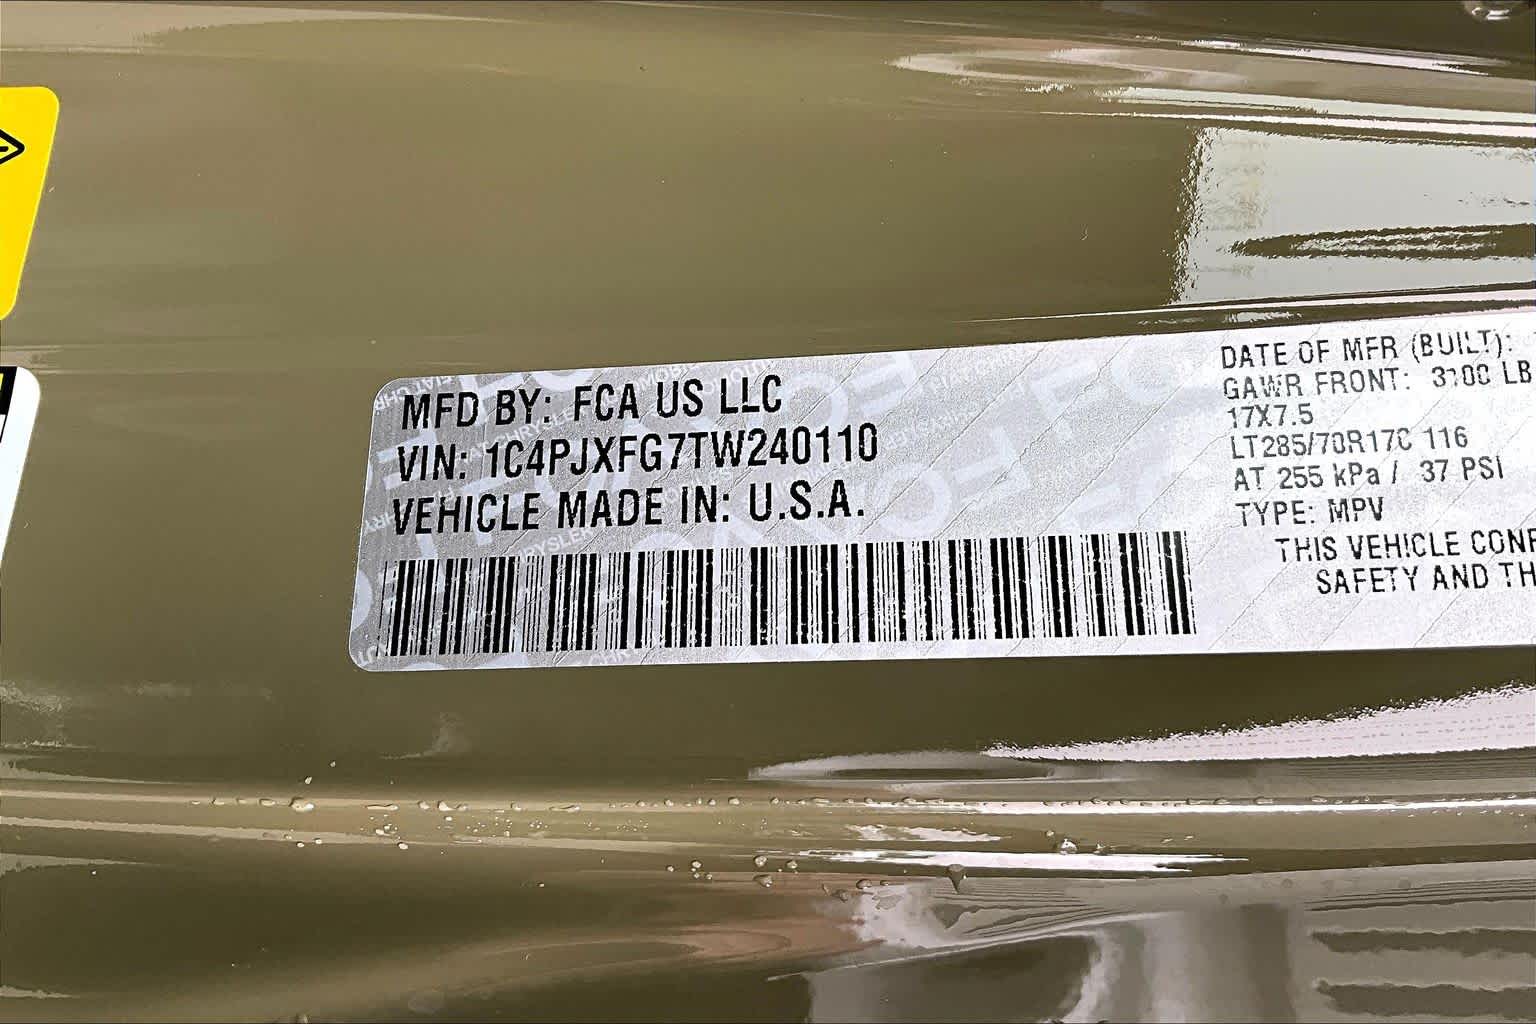 MFD BY: FCA US LLC
VIN: 1C4PJXFG7TW240110
VEHICLE MADE IN: U.S.A.
DATE OF MFR (BUILT):
GAWR FRONT: 3100 LB
17X7.5
LT285/70R17C 116
AT 255 kPa / 37 PSI
TYPE: MPV
THIS VEHICLE CONF
SAFETY AND TH